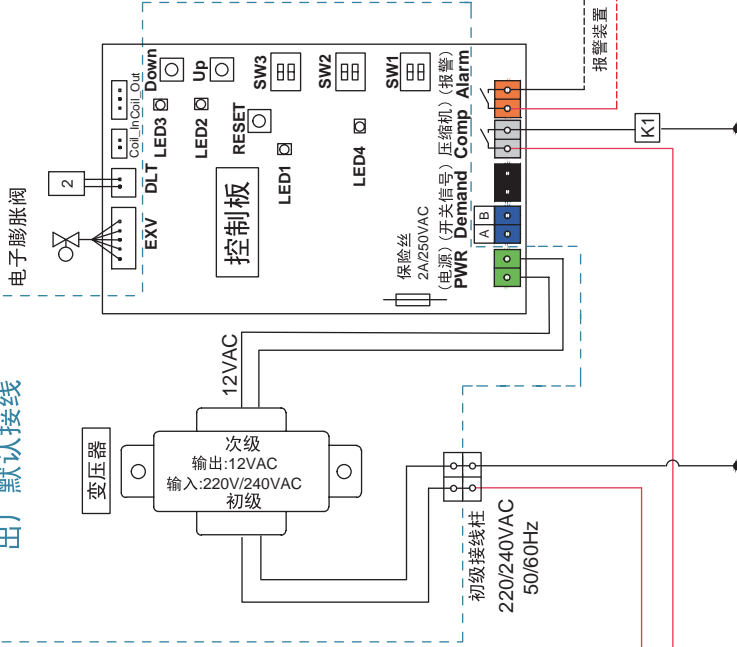 电子膨胀阀
2
Coil_In
Coil_Out
DLT
EXV
Down
Up
LED3
LED2
RESET
LED1
LED4
SW3
SW2
SW1
控制板
保险丝
2A/250VAC
(电源)(开关信号)压缩机)(报警)
PWR Demand Comp Alarm
A B
报警装置
K1
12VAC
变压器
次级
输出:12VAC
输入:220V/240VAC
初级
初级接线柱
220/240VAC
50/60Hz
默认接线